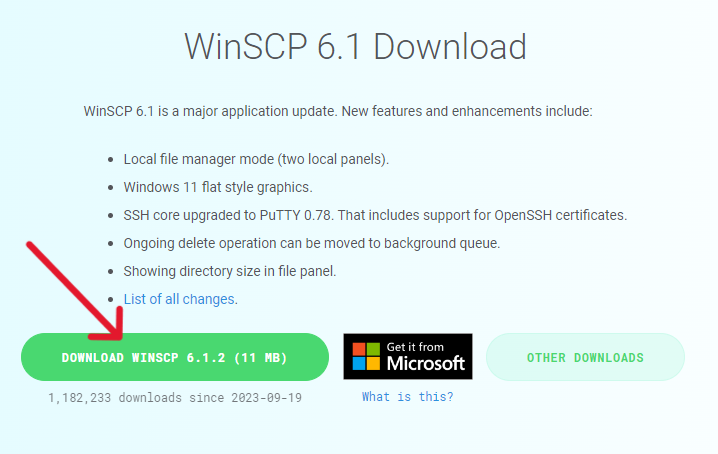 WinSCP 6.1 Download
WinSCP 6.1 is a major application update. New features and enhancements include:
Local file manager mode (two local panels).
Windows 11 flat style graphics.
SSH core upgraded to PuTTY 0.78. That includes support for OpenSSH certificates.
Ongoing delete operation can be moved to background queue.
Showing directory size in file panel.
List of all changes.
DOWNLOAD WINSCP 6.1.2 (11 MB)
1,182,233 downloads since 2023-09-19
Get it from
Microsoft
What is this?
OTHER DOWNLOADS